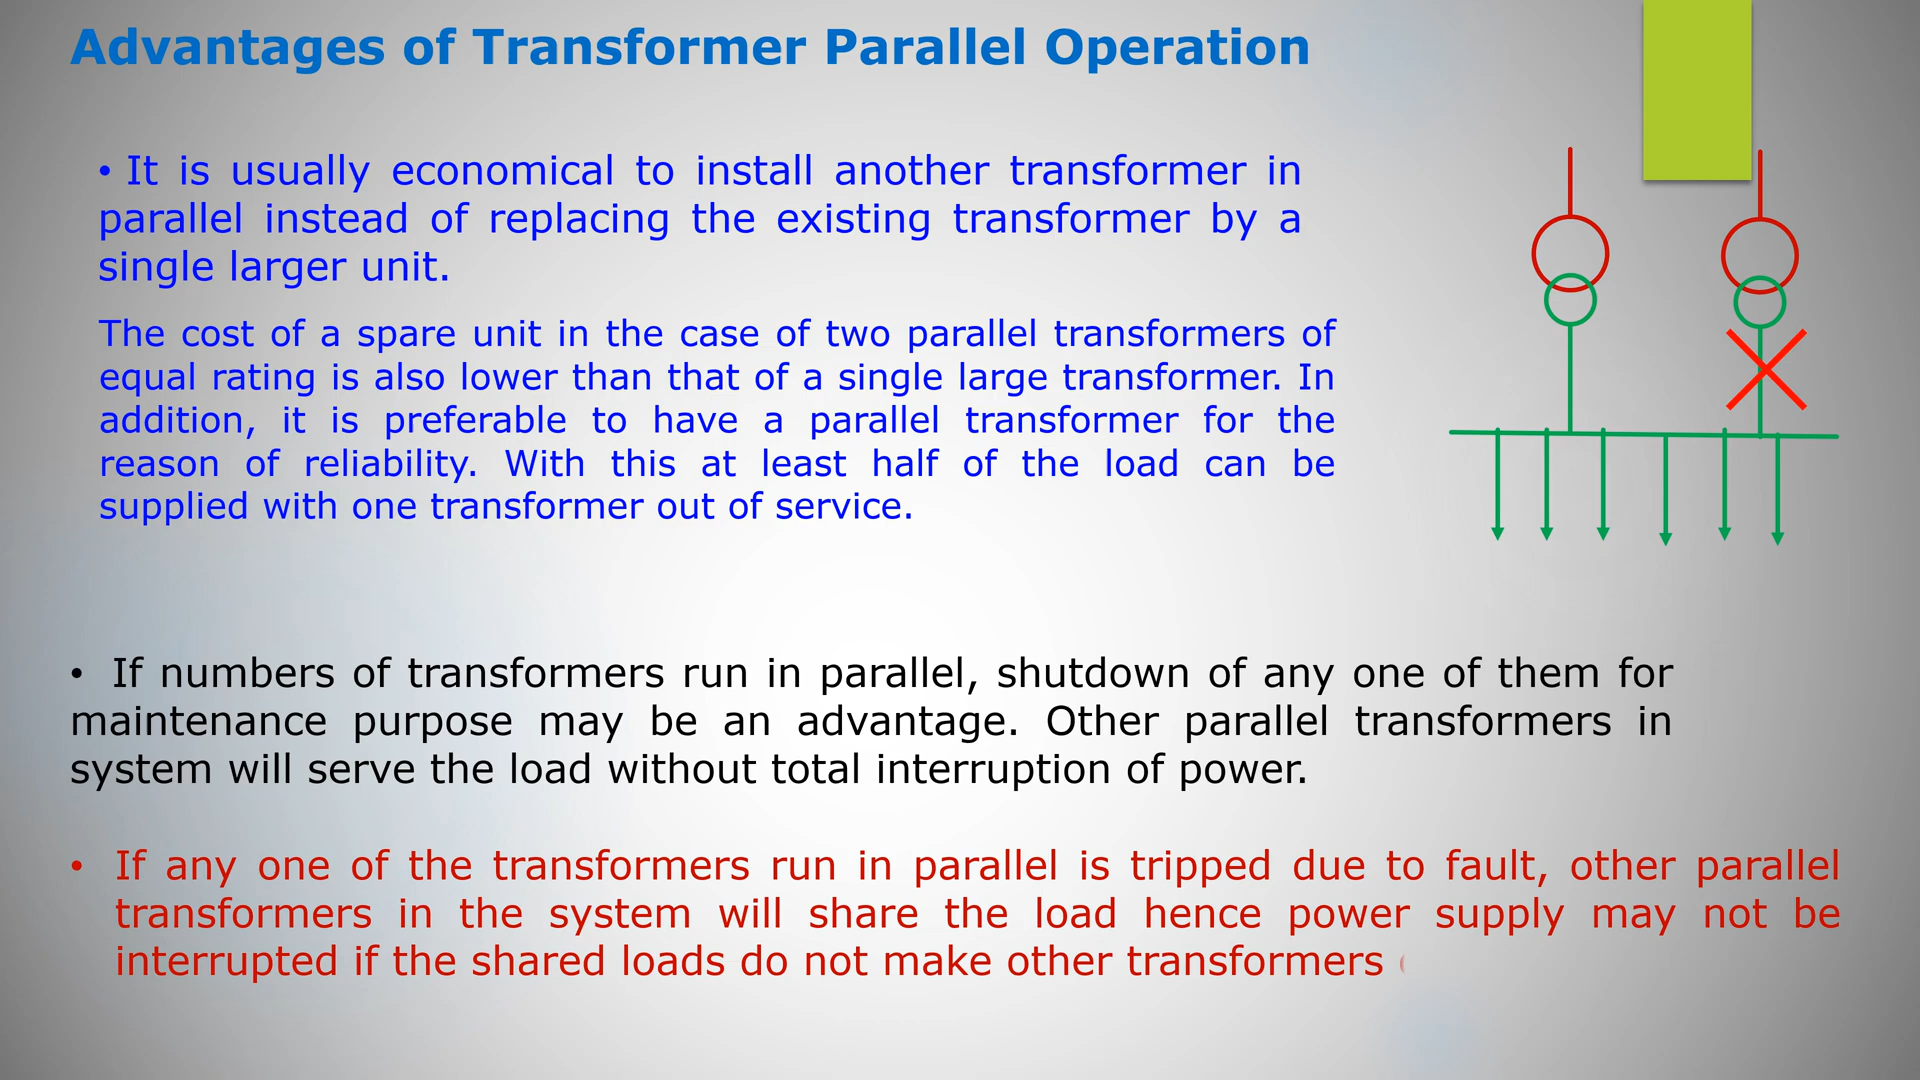 Advantages of Transformer Parallel Operation
• It is usually economical to install another transformer in
parallel instead of replacing the existing transformer by a
single larger unit.
The cost of a spare unit in the case of two parallel transformers of
equal rating is also lower than that of a single large transformer. In
addition, it is preferable to have a parallel transformer for the
reason of reliability. With this at least half of the load can be
supplied with one transformer out of service.
• If numbers of transformers run in parallel, shutdown of any one of them for
maintenance purpose may be an advantage. Other parallel transformers in
system will serve the load without total interruption of power.
• If any one of the transformers run in parallel is tripped due to fault, other parallel
transformers in the system will share the load hence power supply may not be
interrupted if the shared loads do not make other transformers